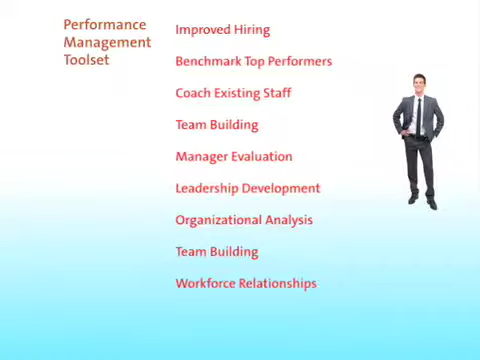 Performance
Management
Toolset
Improved Hiring
Benchmark Top Performers
Coach Existing Staff
Team Building
Manager Evaluation
Leadership Development
Organizational Analysis
Team Building
Workforce Relationships